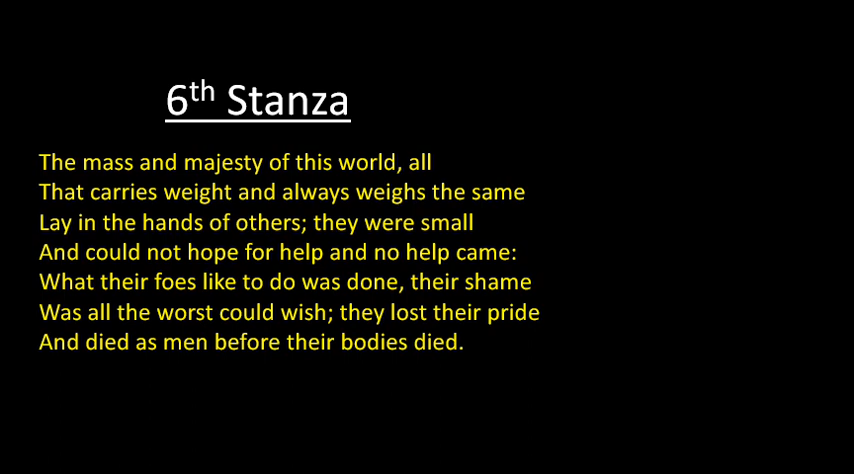 6th Stanza
The mass and majesty of this world, all
That carries weight and always weighs the same
Lay in the hands of others; they were small
And could not hope for help and no help came:
What their foes like to do was done, their shame
Was all the worst could wish; they lost their pride
And died as men before their bodies died.